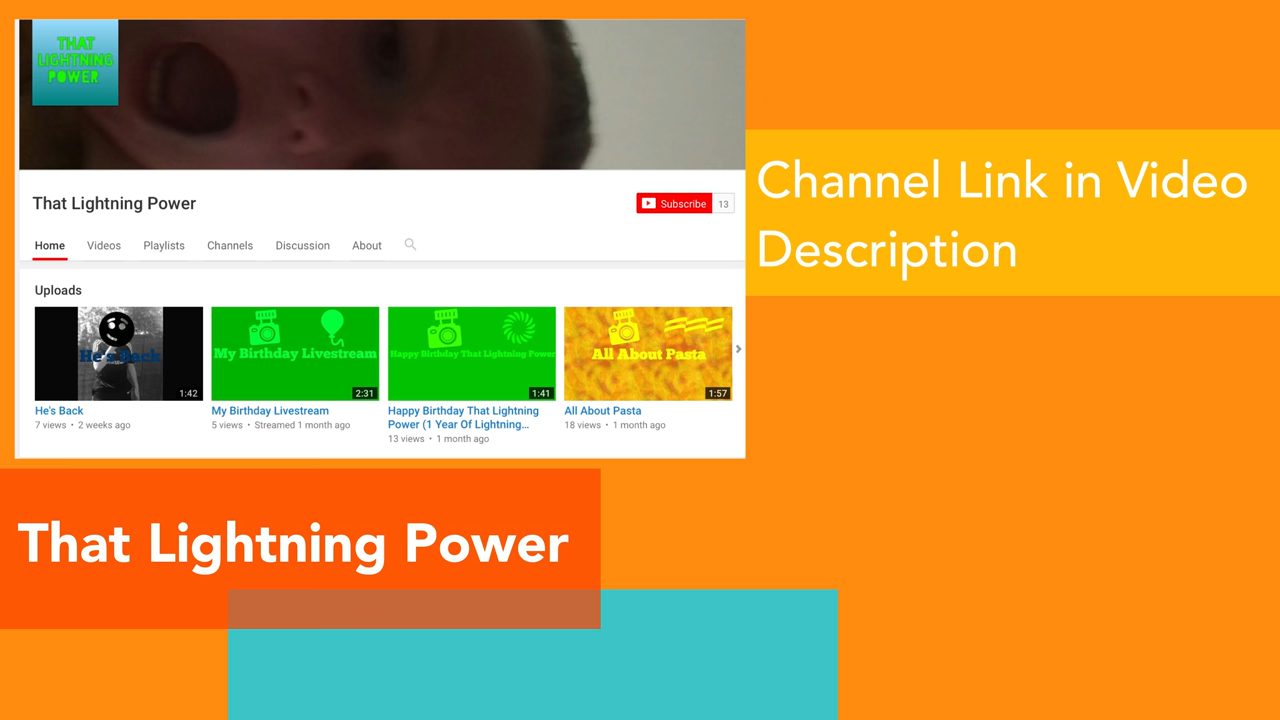 THAT
LIGHTNING
POWER
That Lightning Power
Subscribe 13
Home Videos Playlists Channels Discussion About
Uploads
He's Back
1:42
My Birthday Livestream
2:31
Happy Birthday That Lightning Power
1:41
All About Pasta
1:57
He's Back
7 views • 2 weeks ago
My Birthday Livestream
5 views • Streamed 1 month ago
Happy Birthday That Lightning
Power (1 Year Of Lightning...
13 views • 1 month ago
All About Pasta
18 views • 1 month ago
Channel Link in Video
Description
That Lightning Power